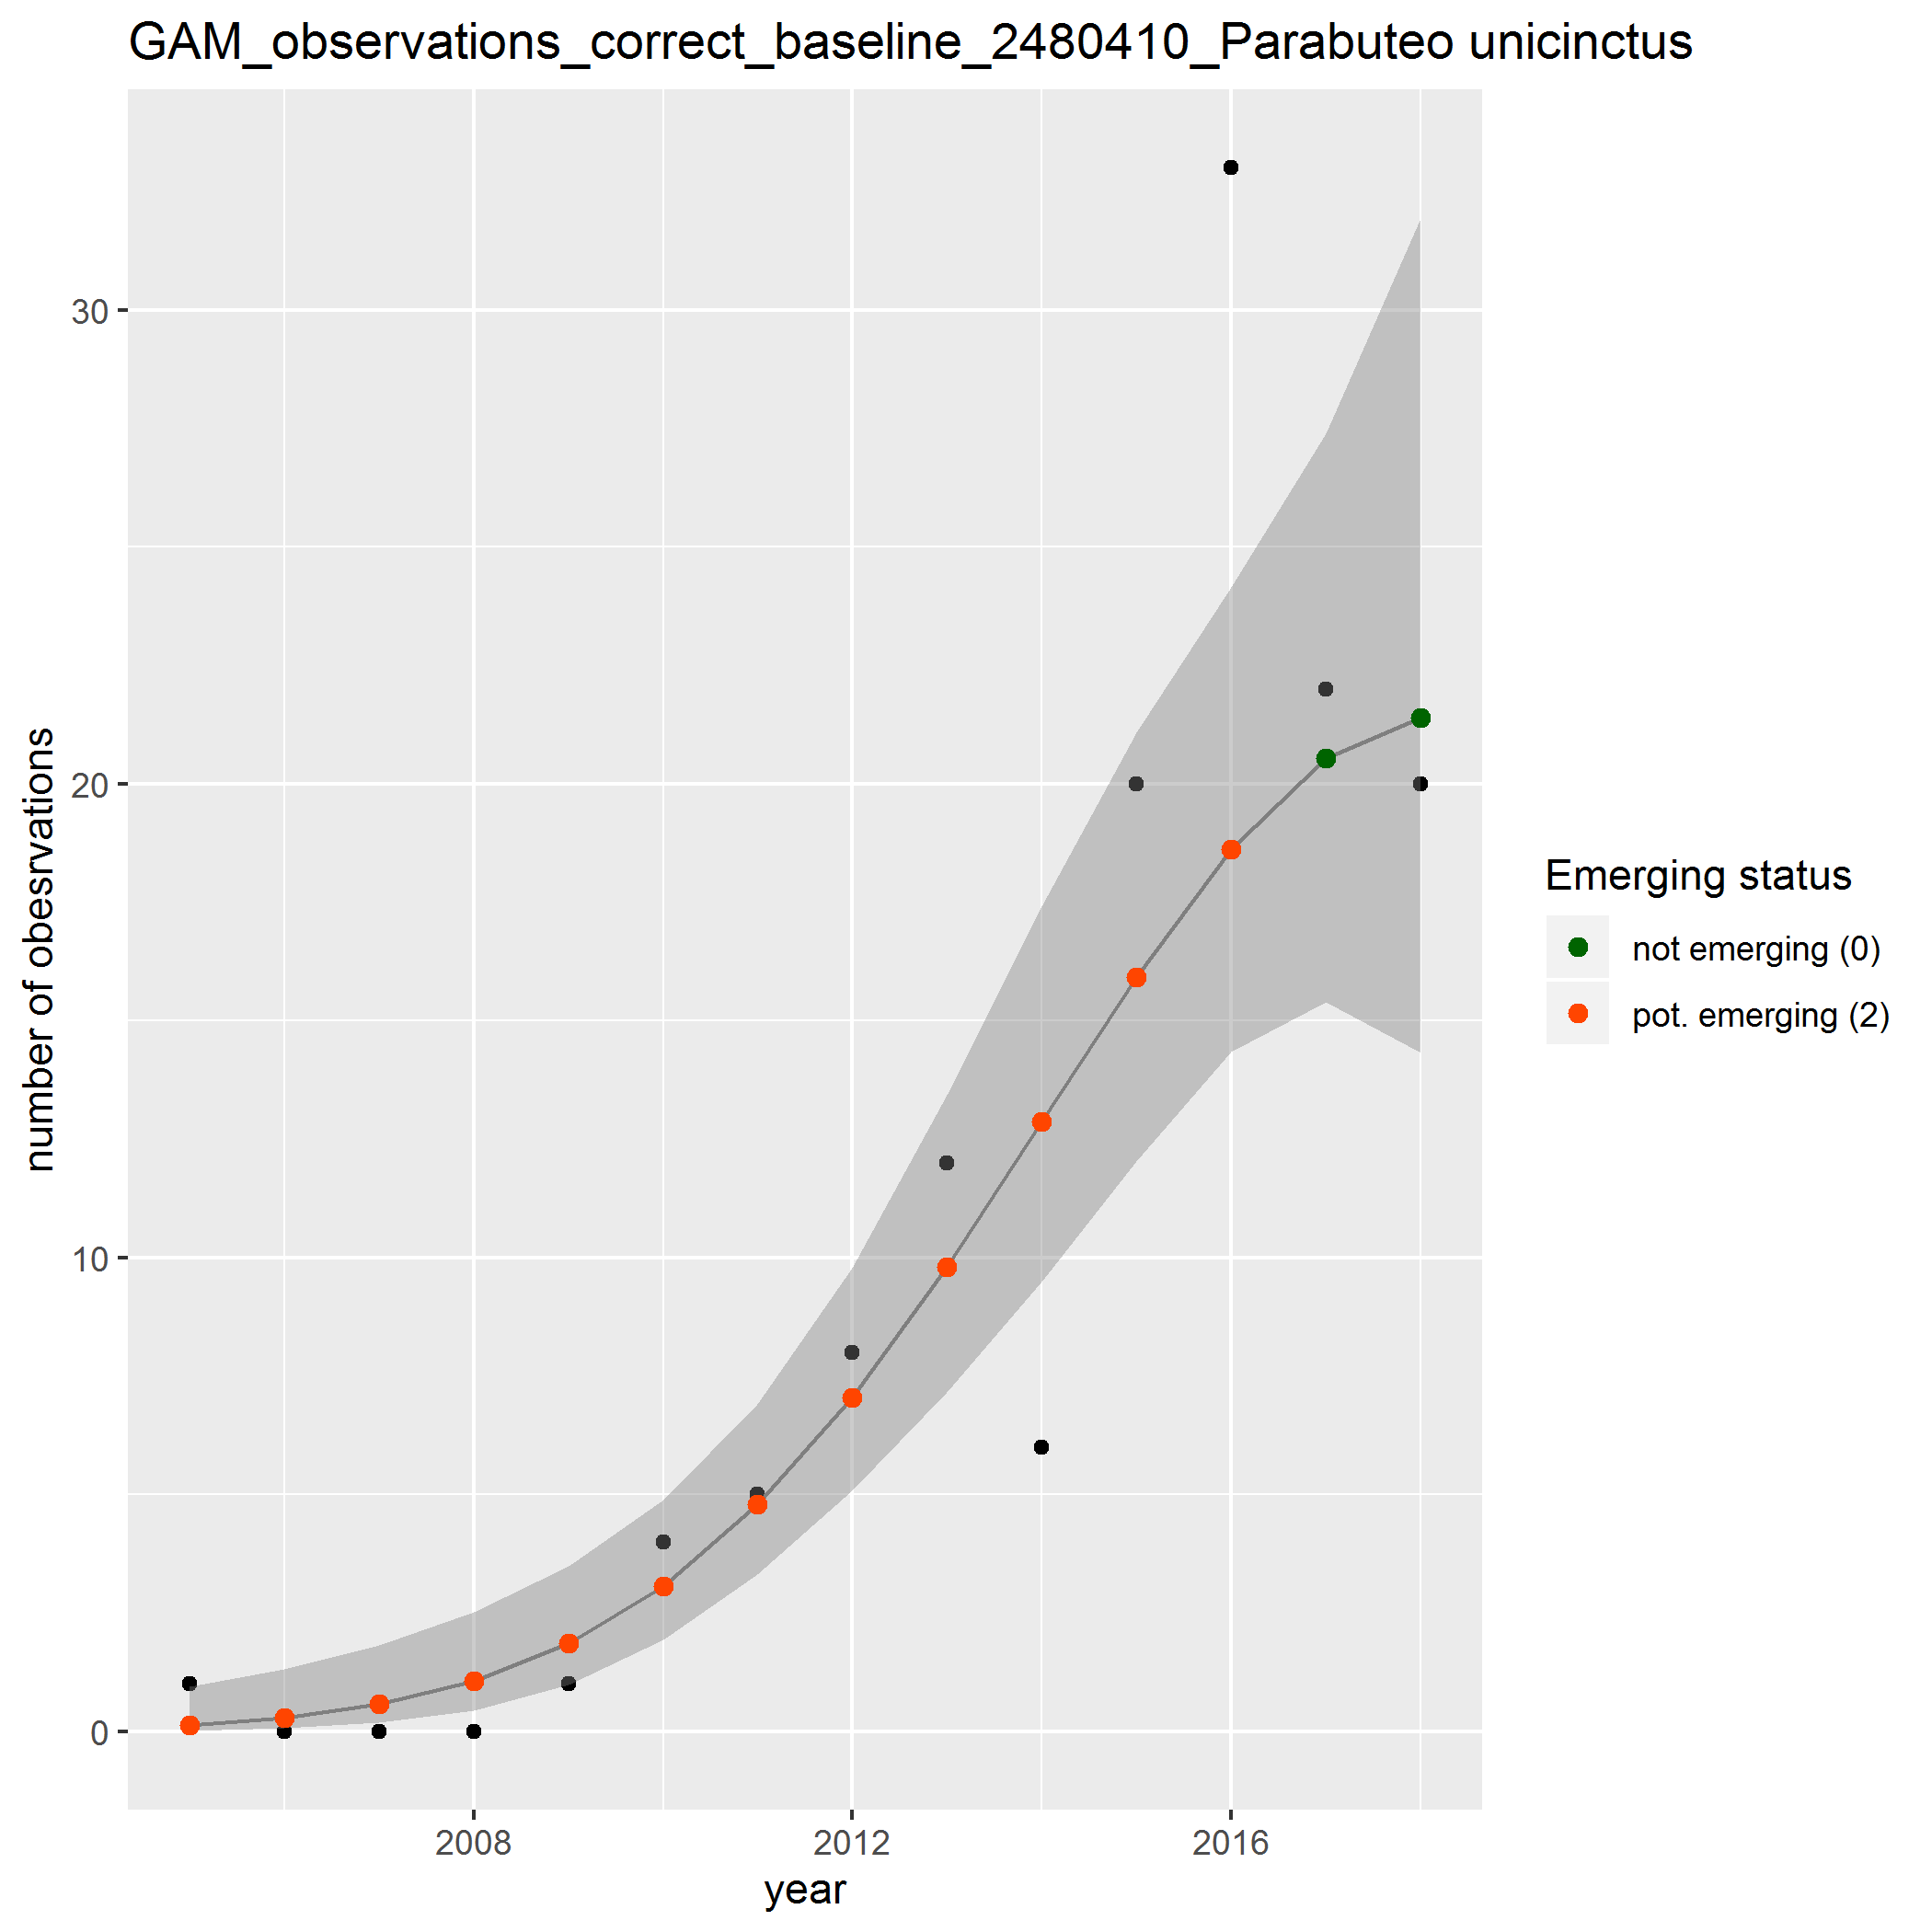 GAM_observations_correct_baseline_2480410_Parabuteo unicinctus
number of obesrvations
30
20
10
0
2008
2012
2016
year
Emerging status
not emerging (0)
pot. emerging (2)